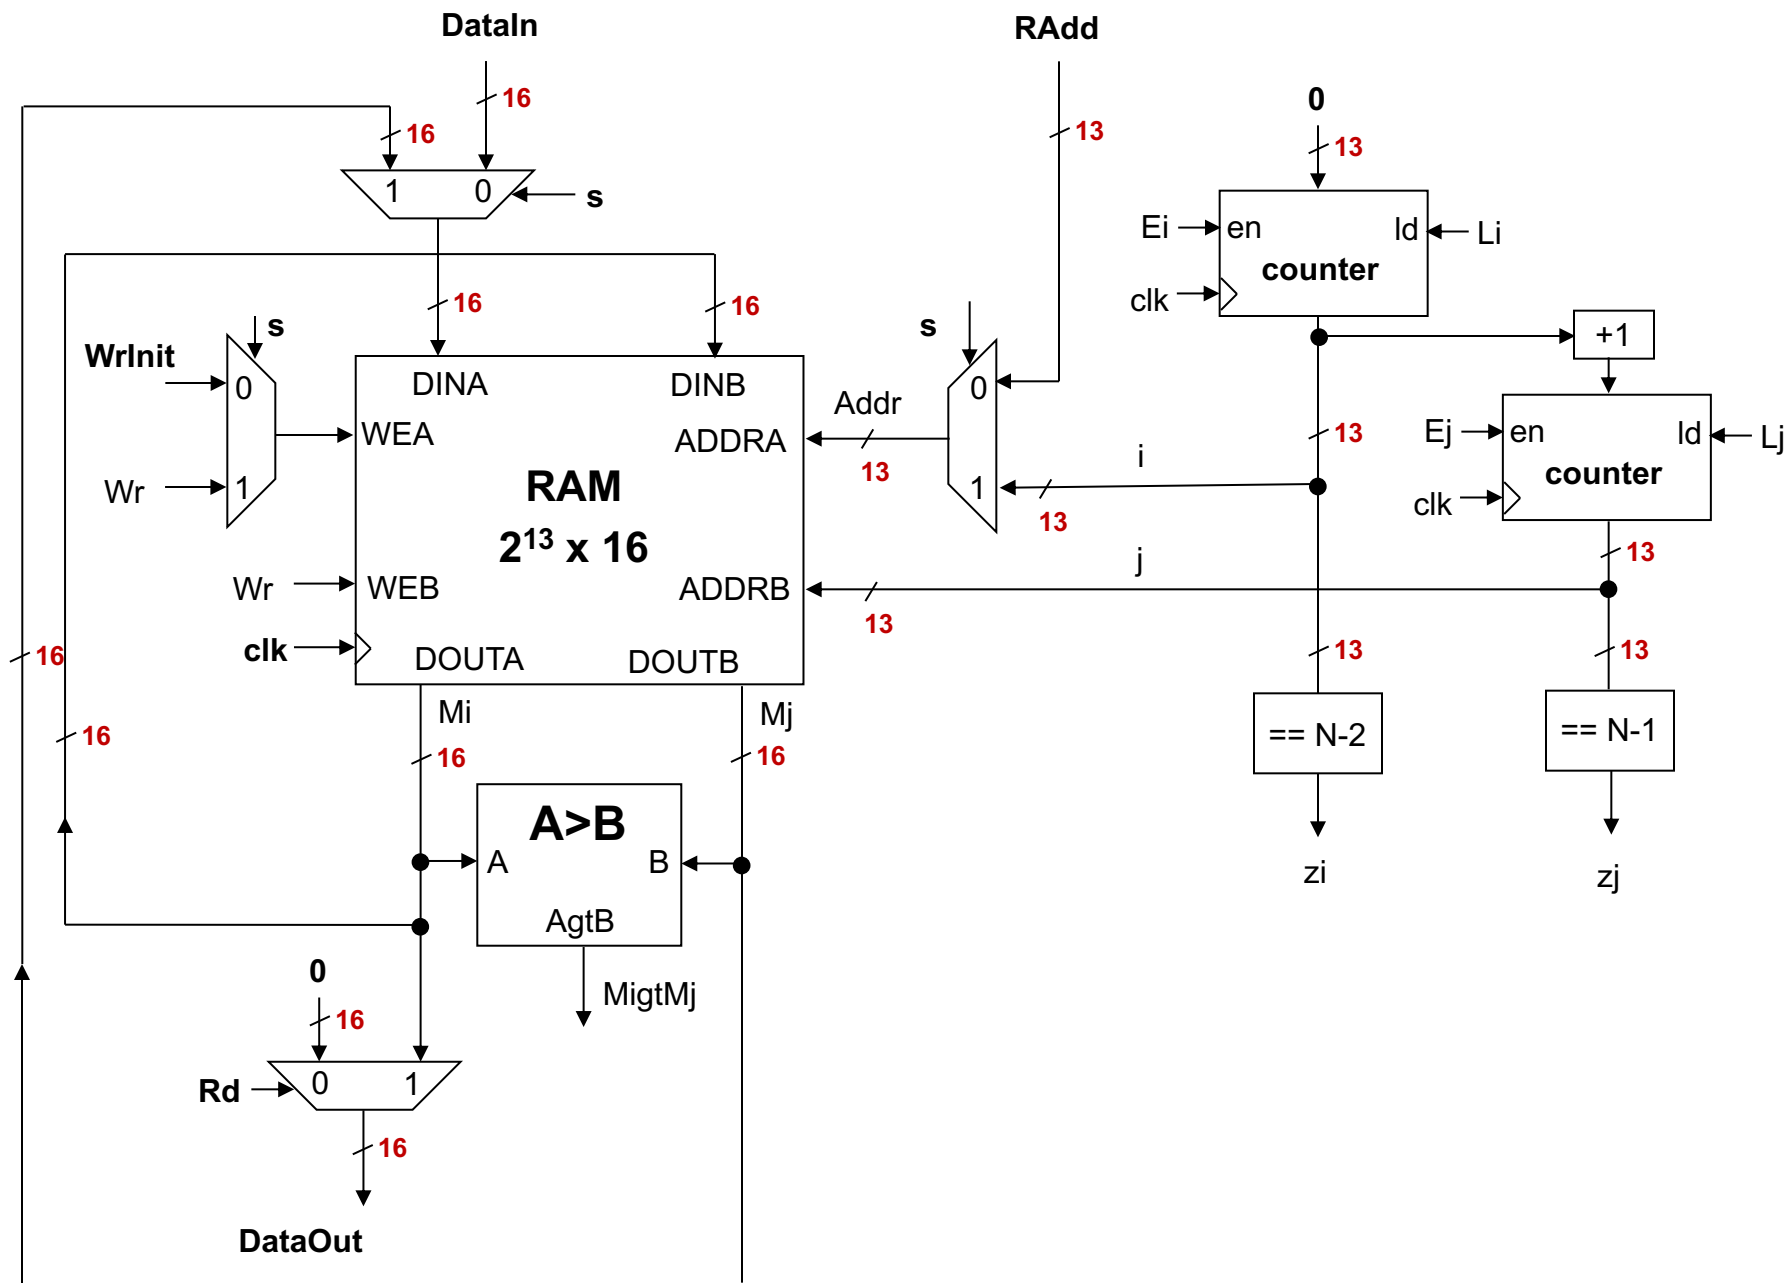 DataIn
RAdd
16
0
16
13
13
1 0
s
Ei
en
ld
Li
counter
clk
16
16
s
s
+1
WrInit
0
0
DINA
DINB
Addr
WEA
ADDRA
13
Ej
en
ld
Lj
counter
clk
Wr
1
RAM
2¹³ x 16
13
1
i
13
j
13
Wr
WEB
ADDRB
13
clk
DOUTA
DOUTB
16
13
13
Mi
Mj
16
16
16
== N-2
== N-1
A>B
A
B
zi
zj
AgtB
0
MigtMj
16
Rd
0
1
16
DataOut